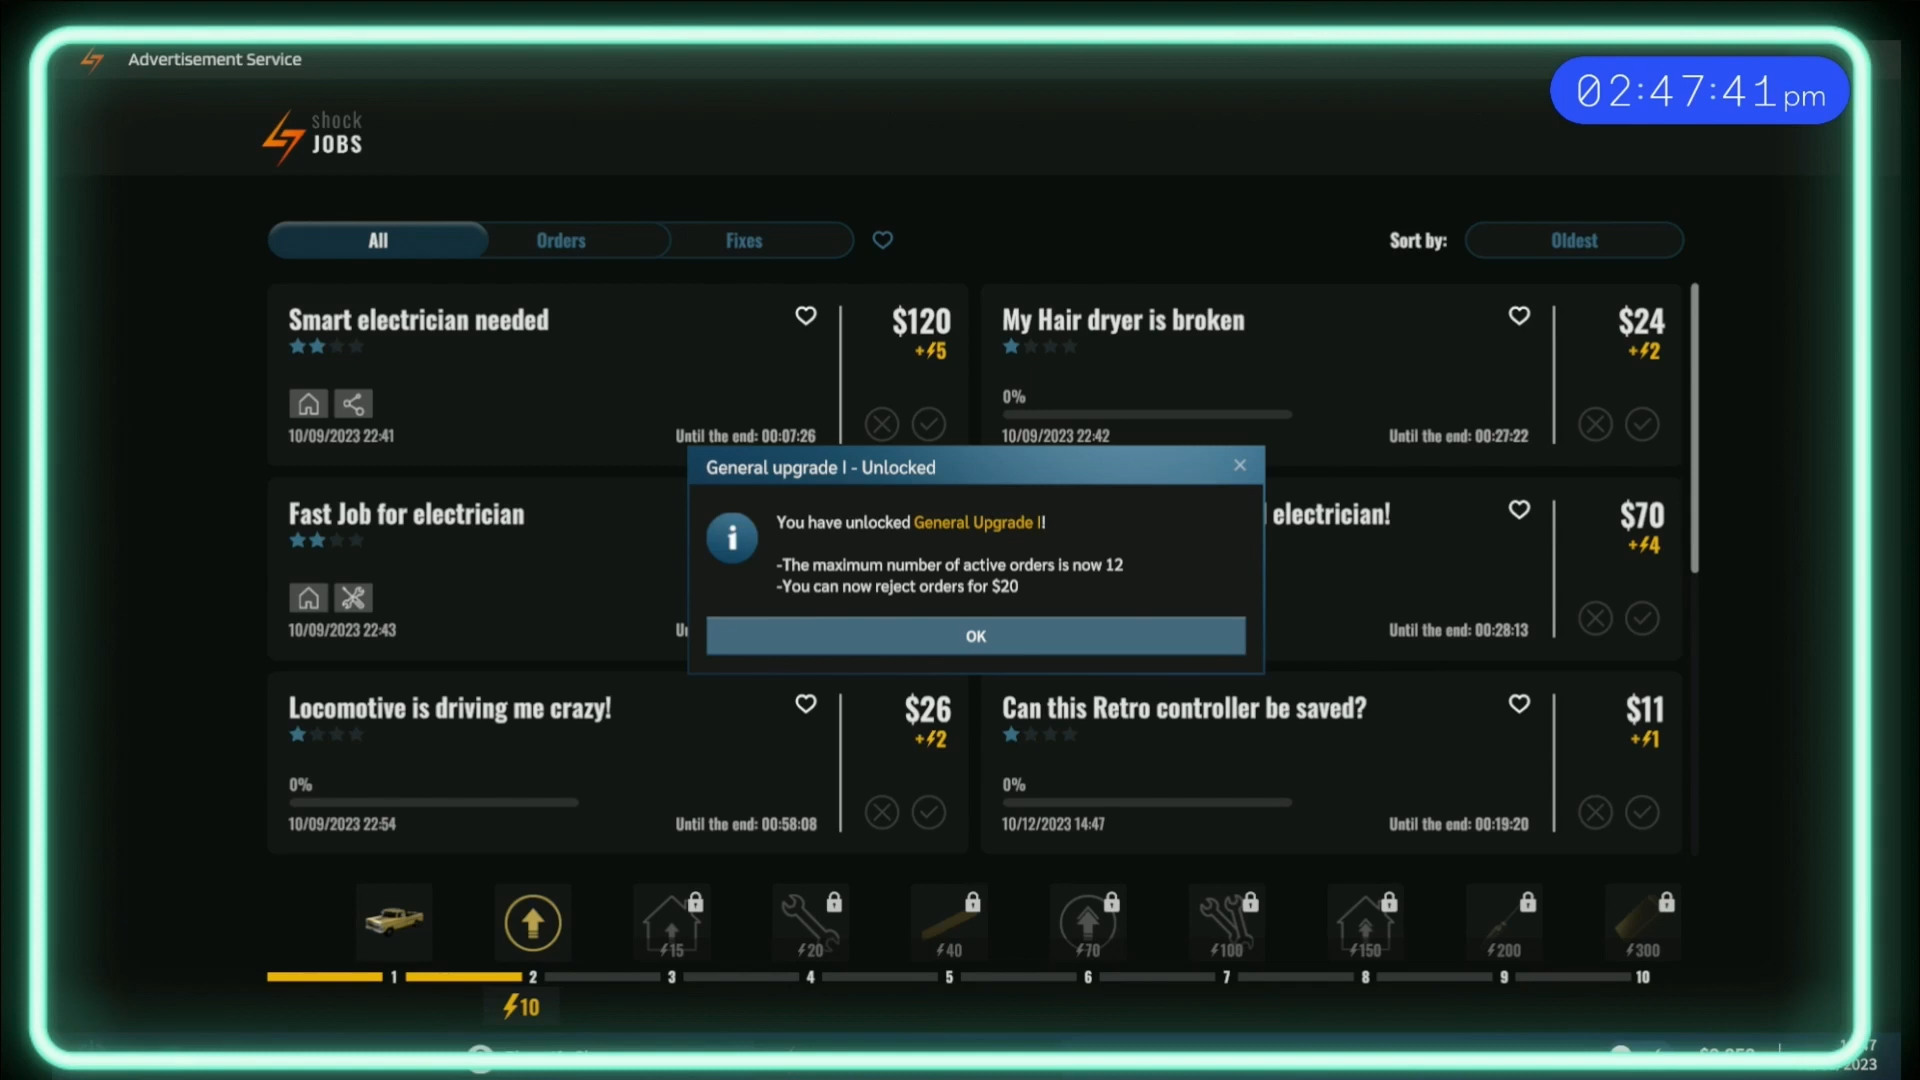 Advertisement Service
02:47:41pm
shock
JOBS
All
Orders
Fixes
Sort by:
Oldest
Smart electrician needed
$120
+5
10/09/2023 22:41
Until the end: 00:07:26
My Hair dryer is broken
$24
+2
0%
10/09/2023 22:42
Until the end: 00:27:22
Fast Job for electrician
10/09/2023 22:43
electrician!
$70
+4
Until the end: 00:28:13
General upgrade I - Unlocked
You have unlocked General Upgrade I!
-The maximum number of active orders is now 12
-You can now reject orders for $20
OK
Locomotive is driving me crazy!
$26
+2
0%
10/09/2023 22:54
Until the end: 00:58:08
Can this Retro controller be saved?
$11
+1
0%
10/12/2023 14:47
Until the end: 00:19:20
15
20
40
70
100
150
200
300
1
2
3
4
5
6
7
8
9
10
10